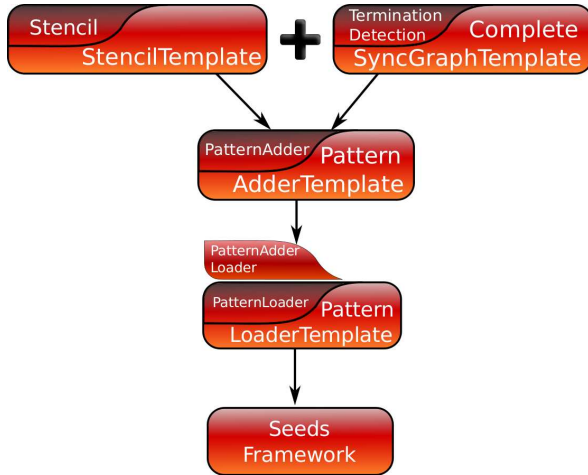 Stencil
StencilTemplate
Termination
Detection
Complete
SyncGraphTemplate
PatternAdder
Pattern
AdderTemplate
PatternAdder
Loader
PatternLoader
Pattern
LoaderTemplate
Seeds
Framework